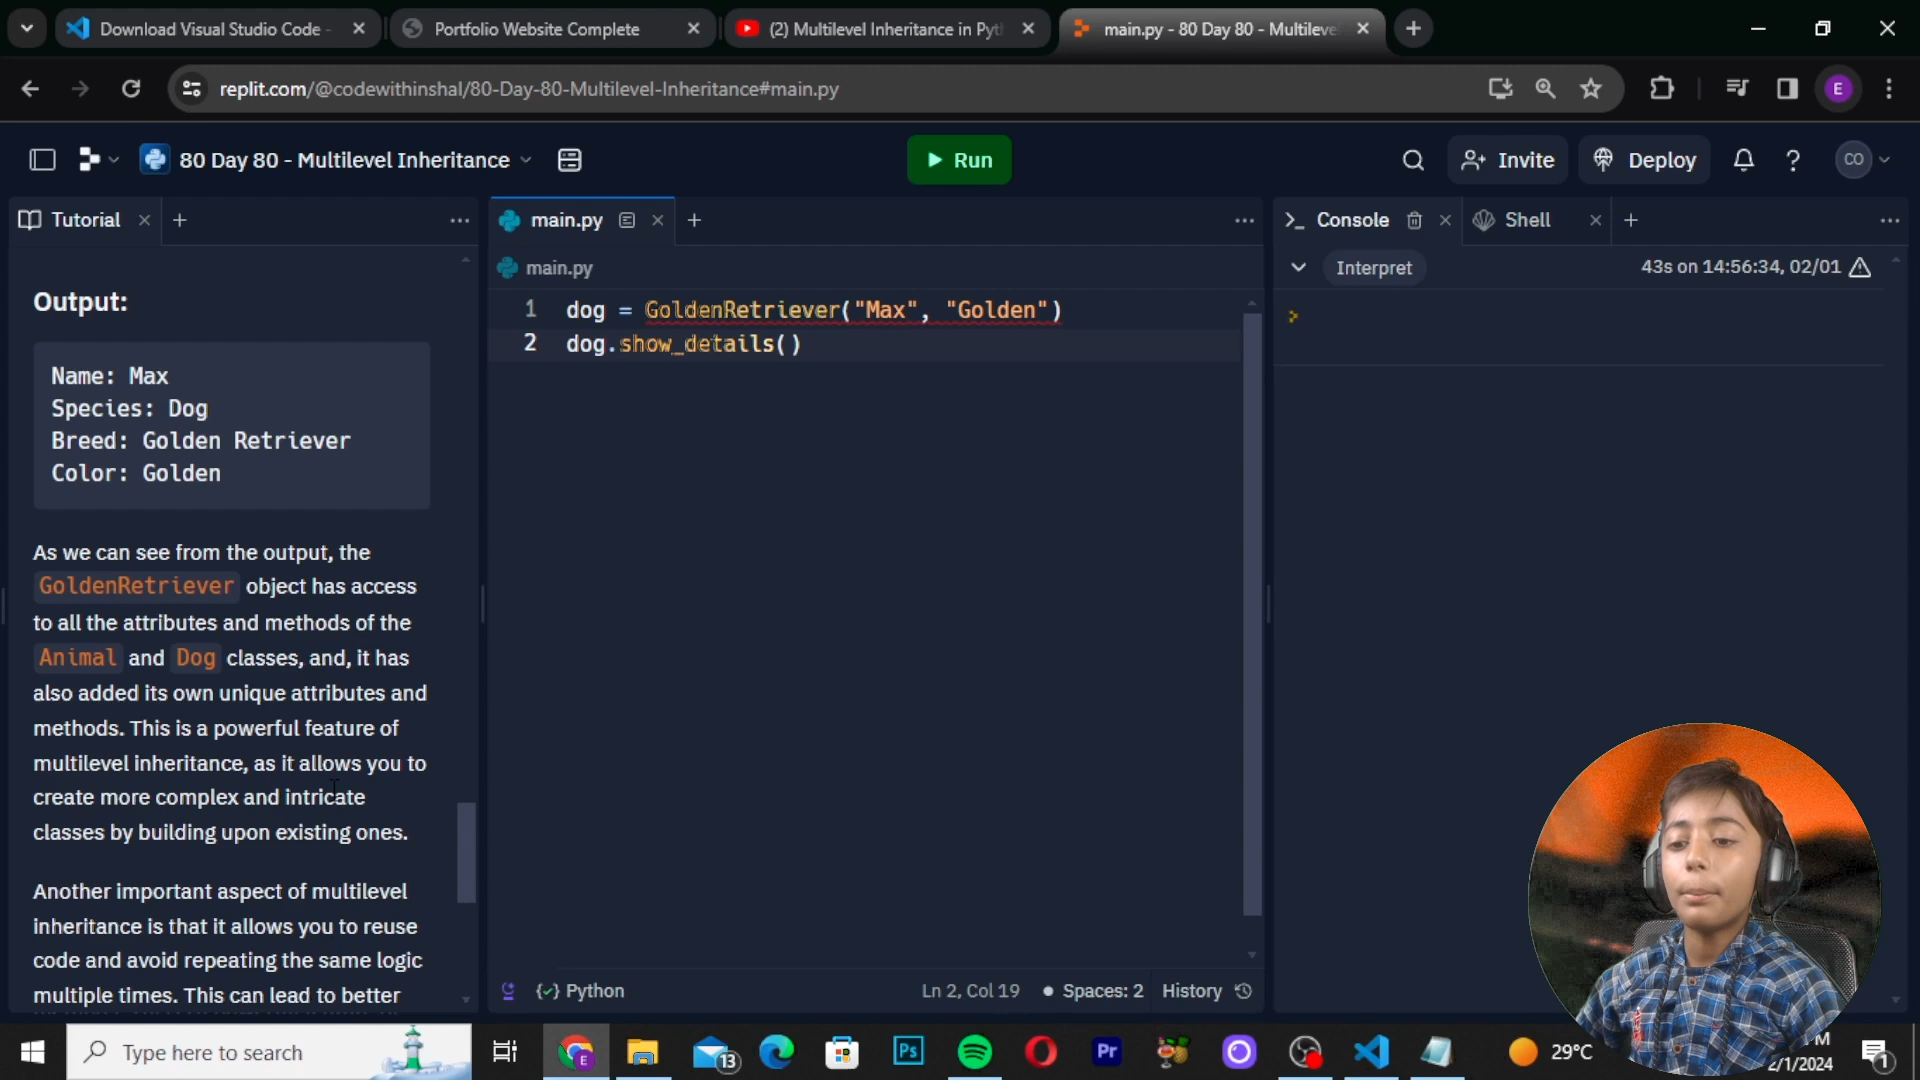 Download Visual Studio Code -
Portfolio Website Complete
(2) Multilevel Inheritance in Pyt
main.py - 80 Day 80 - Multileve
replit.com/@codewithinshal/80-Day-80-Multilevel-Inheritance#main.py
E
80 Day 80 - Multilevel Inheritance
Run
Invite
Deploy
CO
Tutorial
main.py
Console
Shell
main.py
Interpret
43s on 14:56:34, 02/01
Output:
Name: Max
Species: Dog
Breed: Golden Retriever
Color: Golden
As we can see from the output, the
GoldenRetriever object has access
to all the attributes and methods of the
Animal and Dog classes, and, it has
also added its own unique attributes and
methods. This is a powerful feature of
multilevel inheritance, as it allows you to
create more complex and intricate
classes by building upon existing ones.
Another important aspect of multilevel
inheritance is that it allows you to reuse
code and avoid repeating the same logic
multiple times. This can lead to better
1 dog = GoldenRetriever("Max", "Golden")
2 dog.show_details()
>
Python
Ln 2, Col 19
Spaces: 2
History
Type here to search
E
13
Ps
Pr
29°C
M
2/1/2024
1